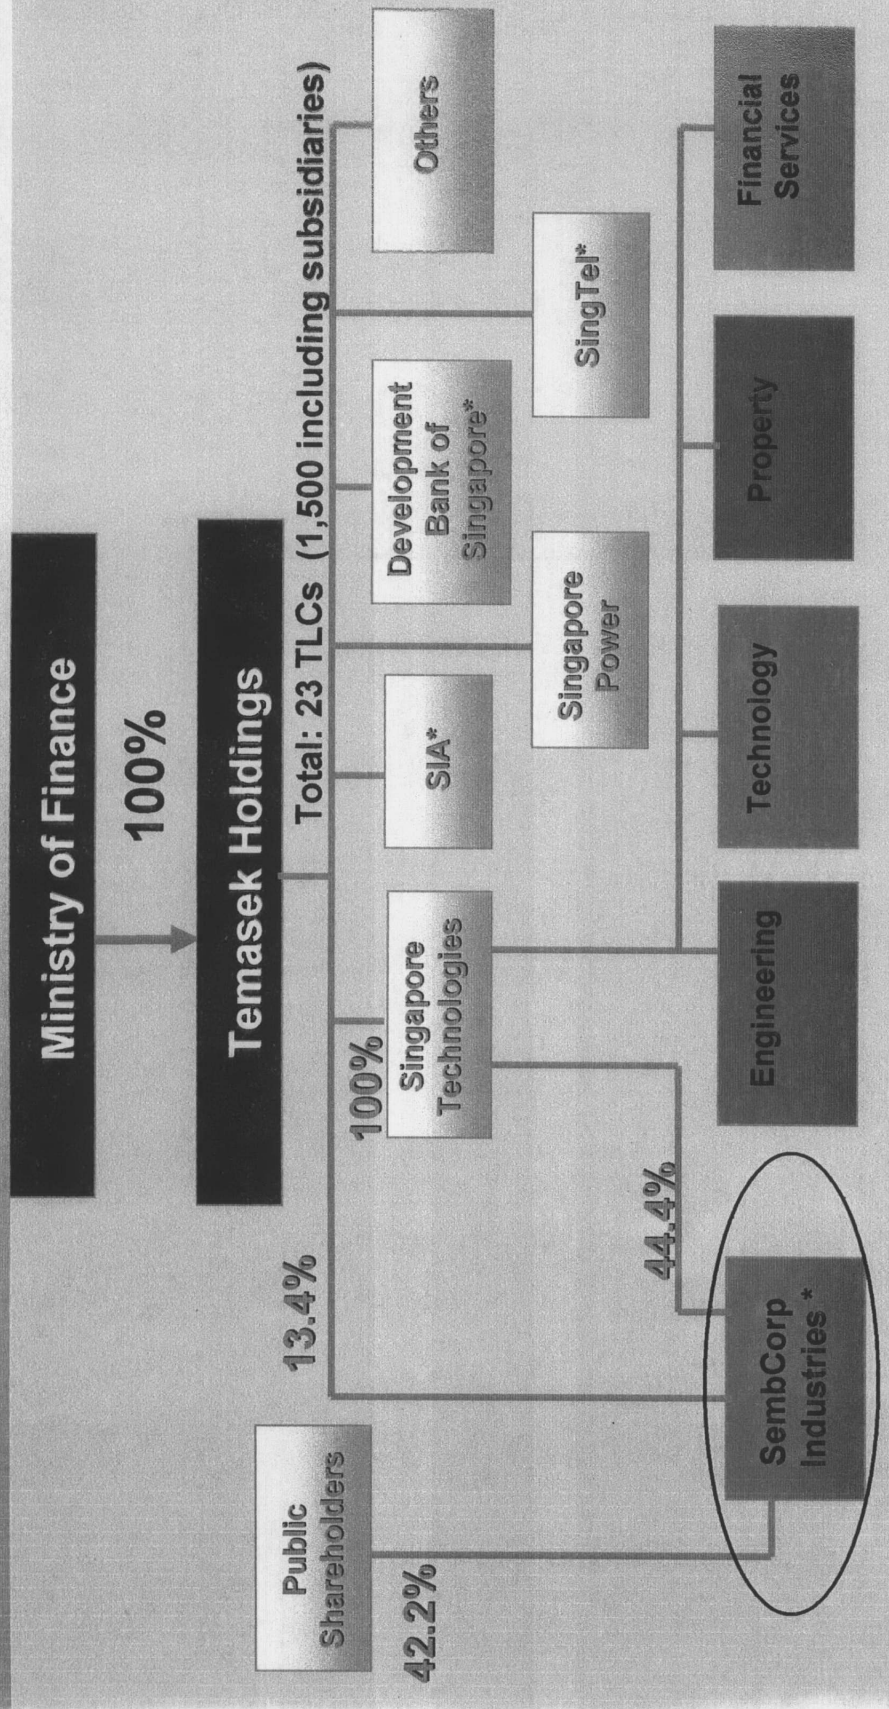 Ministry of Finance
100%
Temasek Holdings
Total: 23 TLCs (1,500 including subsidiaries)
13.4%
Public
Shareholders
42.2%
100%
Singapore
Technologies
SIA*
Development
Bank of
Singapore*
Others
Singapore
Power
SingTel*
44.4%
SembCorp
Industries *
Engineering
Technology
Property
Financial
Services